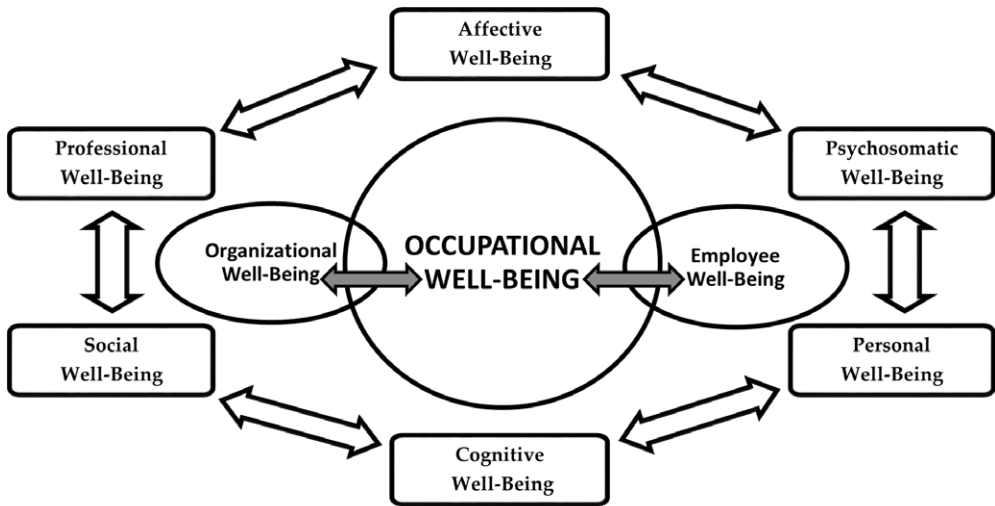 Affective
Well-Being
Professional
Well-Being
Psychosomatic
Well-Being
Organizational
Well-Being
OCCUPATIONAL
WELL-BEING
Employee
Well-Being
Social
Well-Being
Personal
Well-Being
Cognitive
Well-Being